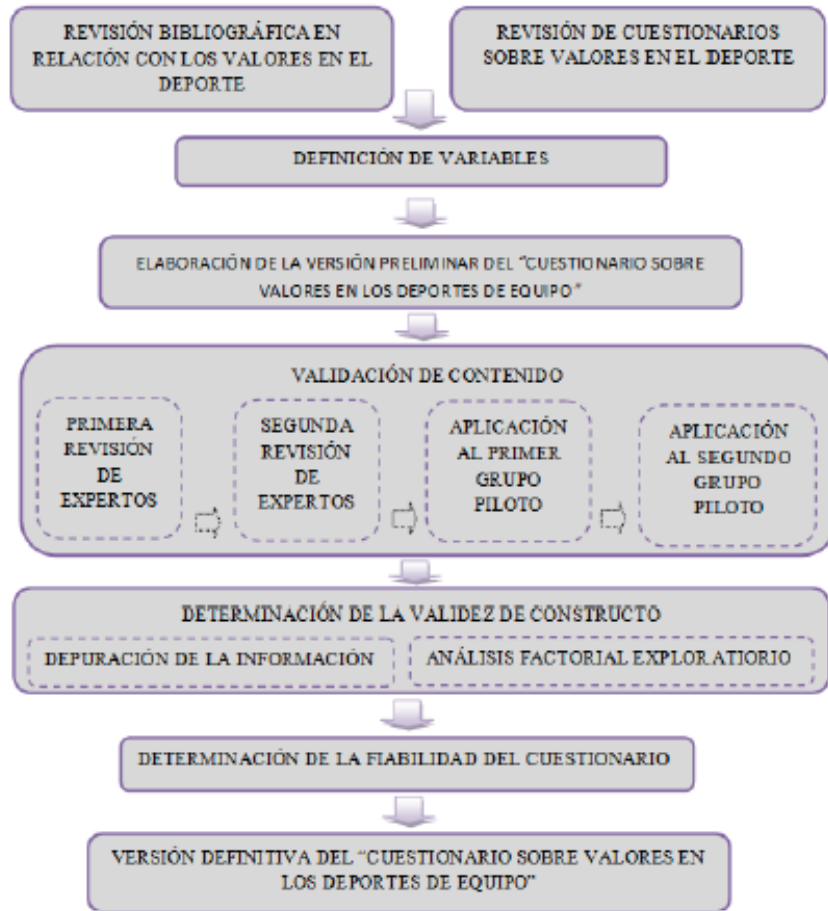 REVISIÓN BIBLIOGRÁFICA EN
RELACIÓN CON LOS VALORES EN EL
DEPORTE
REVISIÓN DE CUESTIONARIOS
SOBRE VALORES EN EL DEPORTE
DEFINICIÓN DE VARIABLES
ELABORACIÓN DE LA VERSIÓN PRELIMINAR DEL “CUESTIONARIO SOBRE
VALORES EN LOS DEPORTES DE EQUIPO”
VALIDACIÓN DE CONTENIDO
PRIMERA
REVISIÓN
DE
EXPERTOS
SEGUNDA
REVISIÓN
DE
EXPERTOS
APLICACIÓN
AL PRIMER
GRUPO
PILOTO
APLICACIÓN
AL SEGUNDO
GRUPO
PILOTO
DETERMINACIÓN DE LA VALIDEZ DE CONSTRUCTO
DEPURACIÓN DE LA INFORMACIÓN
ANÁLISIS FACTORIAL EXPLORATIORIO
DETERMINACIÓN DE LA FIABILIDAD DEL CUESTIONARIO
VERSIÓN DEFINITIVA DEL “CUESTIONARIO SOBRE VALORES EN
LOS DEPORTES DE EQUIPO”